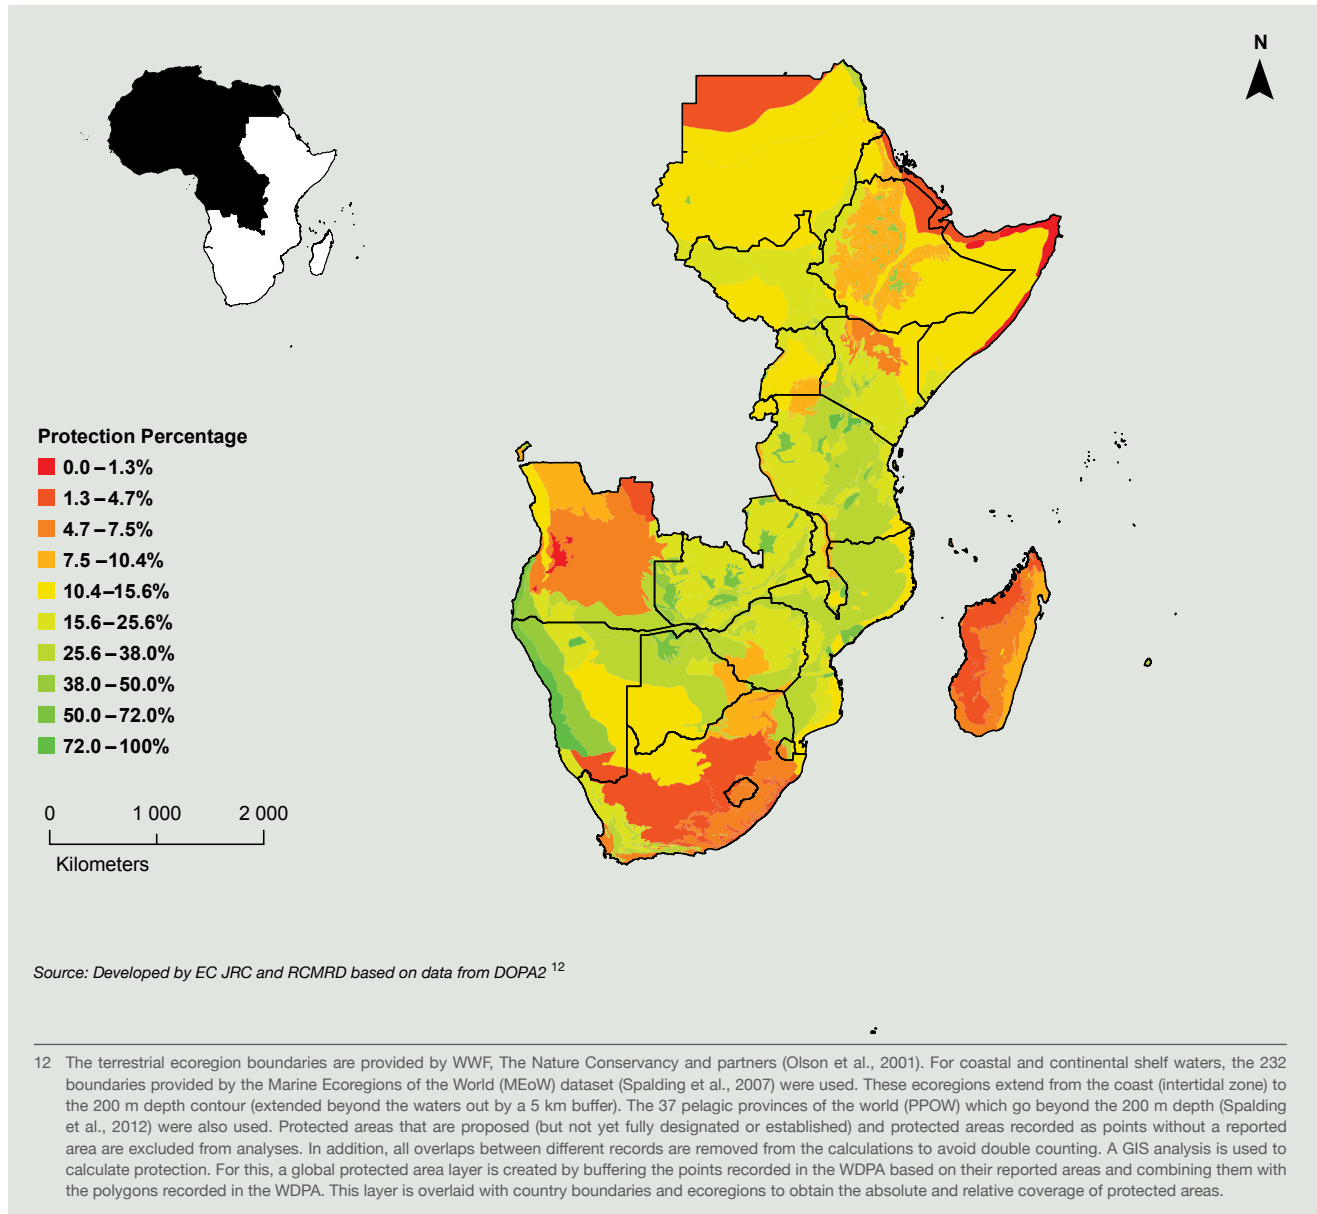 N
Protection Percentage
0.0 – 1.3%
1.3 – 4.7%
4.7 – 7.5%
7.5 – 10.4%
10.4 – 15.6%
15.6 – 25.6%
25.6 – 38.0%
38.0 – 50.0%
50.0 – 72.0%
72.0 – 100%
0 1 000 2 000
Kilometers
Source: Developed by EC JRC and RCMRD based on data from DOPA2 12
12 The terrestrial ecoregion boundaries are provided by WWF, The Nature Conservancy and partners (Olson et al., 2001). For coastal and continental shelf waters, the 232
boundaries provided by the Marine Ecoregions of the World (MEoW) dataset (Spalding et al., 2007) were used. These ecoregions extend from the coast (intertidal zone) to
the 200 m depth contour (extended beyond the waters out by a 5 km buffer). The 37 pelagic provinces of the world (PPOW) which go beyond the 200 m depth (Spalding
et al., 2012) were also used. Protected areas that are proposed (but not yet fully designated or established) and protected areas recorded as points without a reported
area are excluded from analyses. In addition, all overlaps between different records are removed from the calculations to avoid double counting. A GIS analysis is used to
calculate protection. For this, a global protected area layer is created by buffering the points recorded in the WDPA based on their reported areas and combining them with
the polygons recorded in the WDPA. This layer is overlaid with country boundaries and ecoregions to obtain the absolute and relative coverage of protected areas.